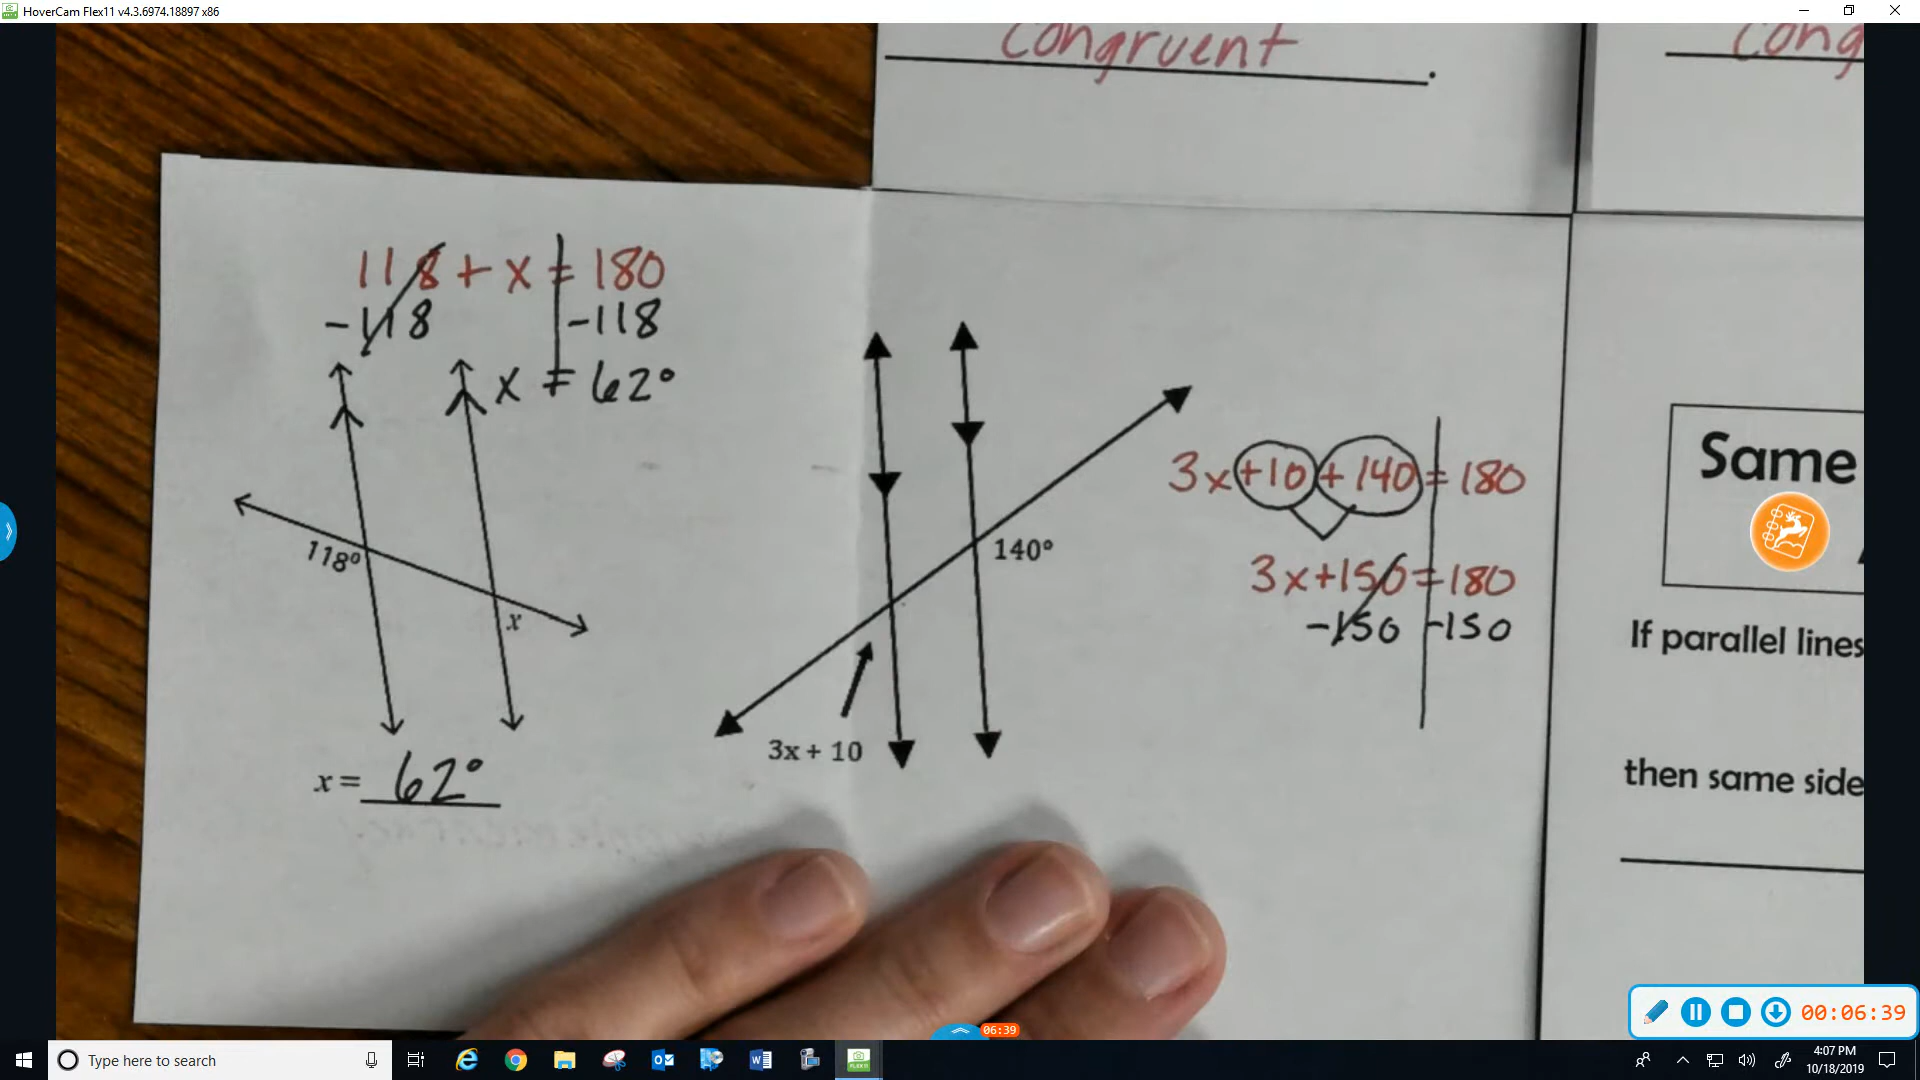 HoverCam Flex11 v4.3.6974.18897 x86
congruent
.
cong
118 + x = 180
-118 -118
x = 62°
118°
x
x = 62°
140°
3x + 10
3x + 10 + 140 = 180
3x + 150 = 180
-150 -150
Same
If parallel lines
then same side
00:06:39
06:39
Type here to search
4:07 PM
10/18/2019